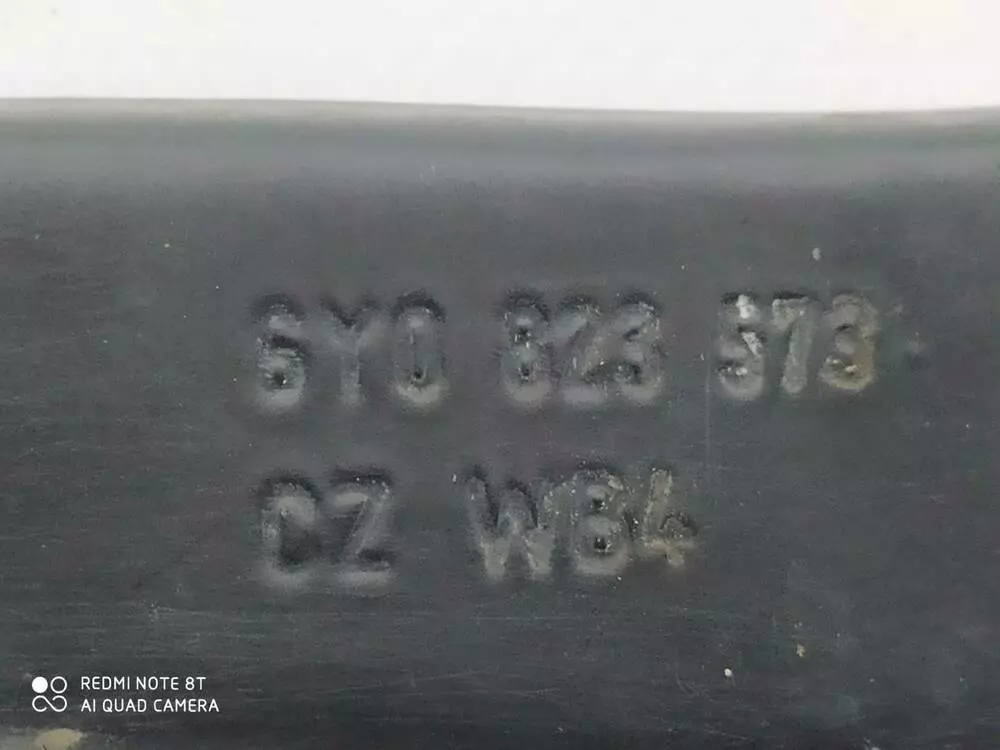 6Y0 823 573
CZ W84
REDMI NOTE 8T
AI QUAD CAMERA